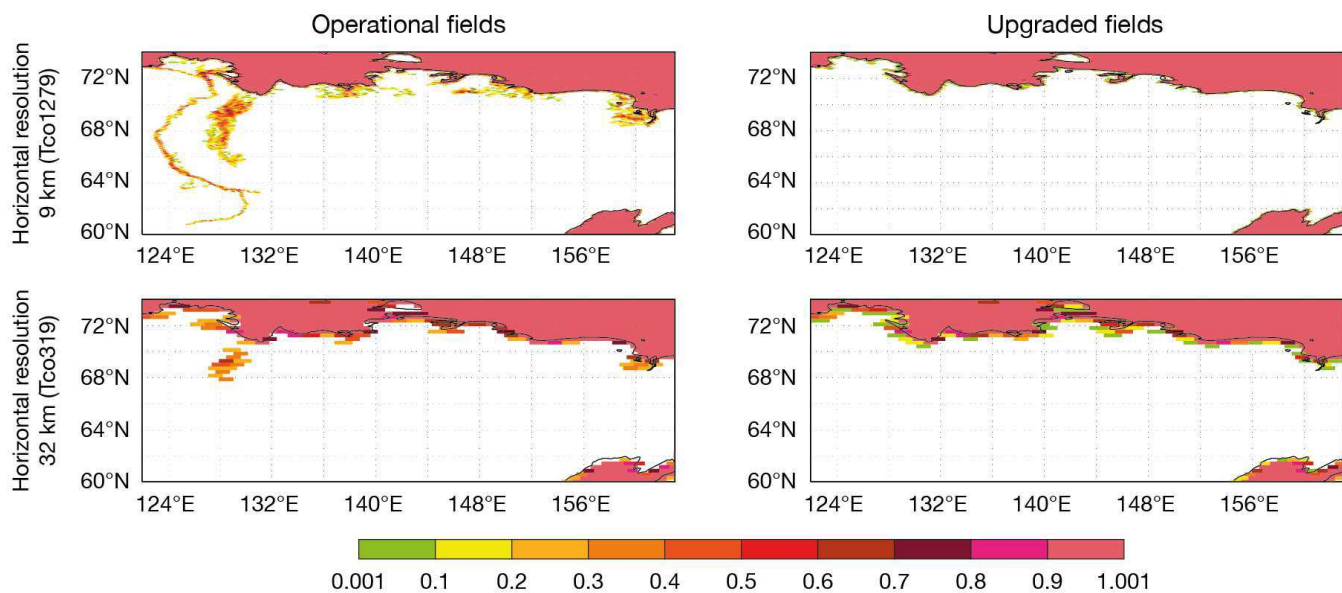 Operational fields
Upgraded fields
Horizontal resolution
9 km (Tco1279)
72°N
68°N
64°N
60°N
124°E 132°E 140°E 148°E 156°E
72°N
68°N
64°N
60°N
124°E 132°E 140°E 148°E 156°E
Horizontal resolution
32 km (Tco319)
72°N
68°N
64°N
60°N
124°E 132°E 140°E 148°E 156°E
72°N
68°N
64°N
60°N
124°E 132°E 140°E 148°E 156°E
0.001 0.1 0.2 0.3 0.4 0.5 0.6 0.7 0.8 0.9 1.001